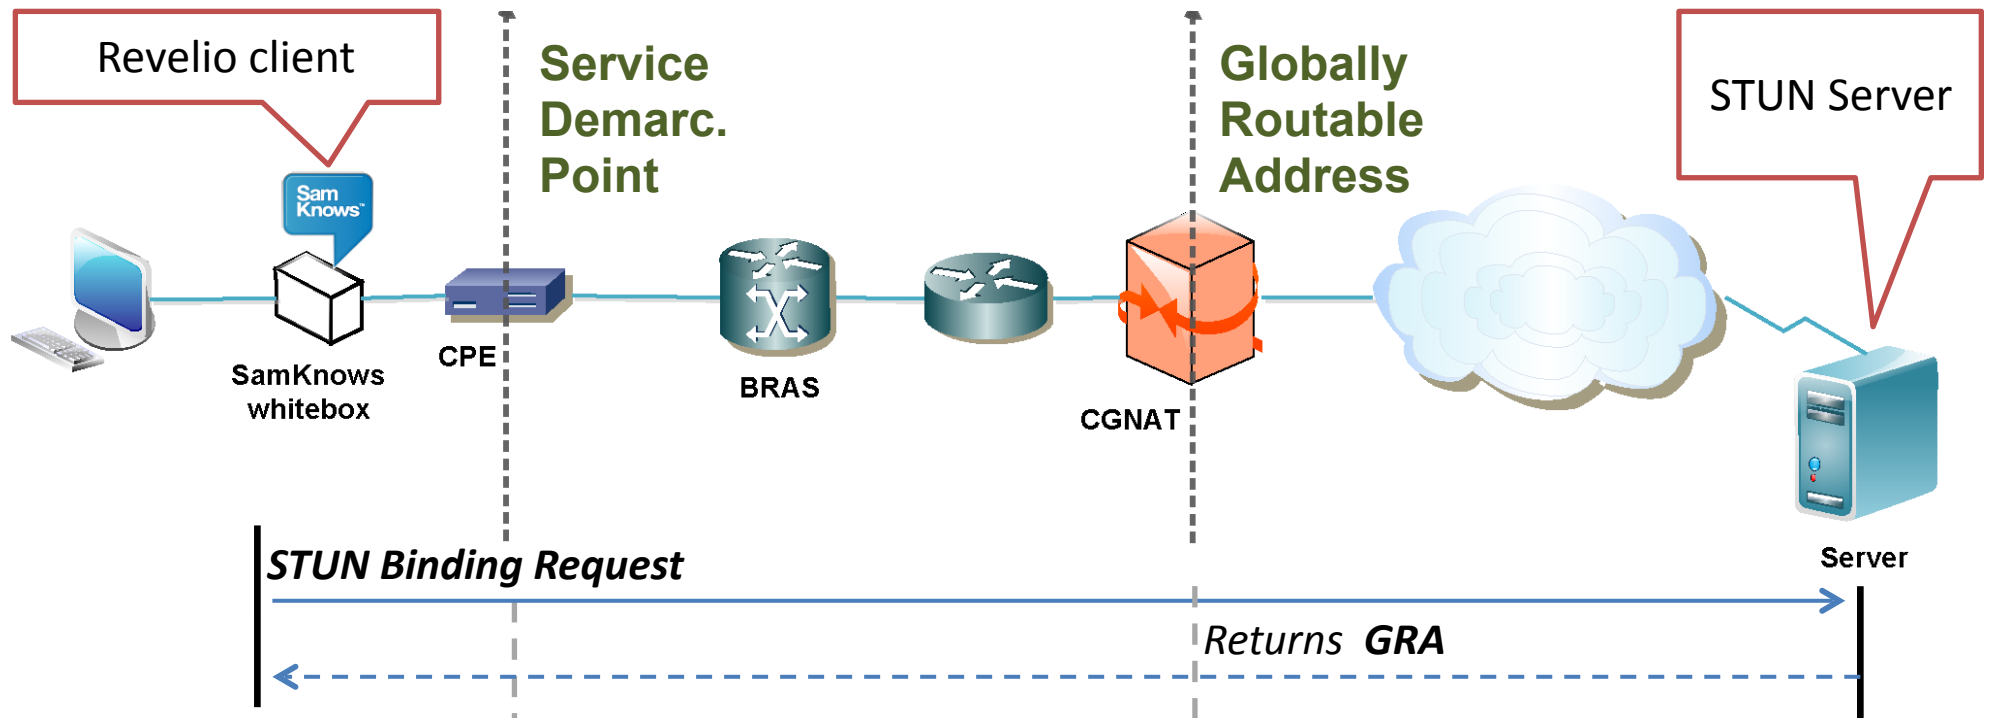 Revelio client
Service
Demarc.
Point
Globally
Routable
Address
STUN Server
Sam
Knows™
SamKnows
whitebox
CPE
BRAS
CGNAT
Server
STUN Binding Request
Returns GRA